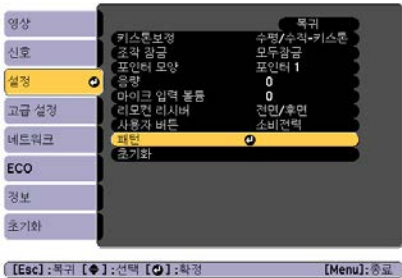 영상
신호
설정
고급 설정
네트워크
ECO
정보
초기화
복귀
키스톤보정 수평/수직-키스톤
조작 잠금 모두잠금
포인터 모양 포인터 1
음량 0
마이크 입력 볼륨 0
리모컨 리시버 전면/후면
사용자 버튼 소비전력
패턴
초기화
[Esc] :복귀 [◆] :선택 [⏎] :확정 [Menu]:종료